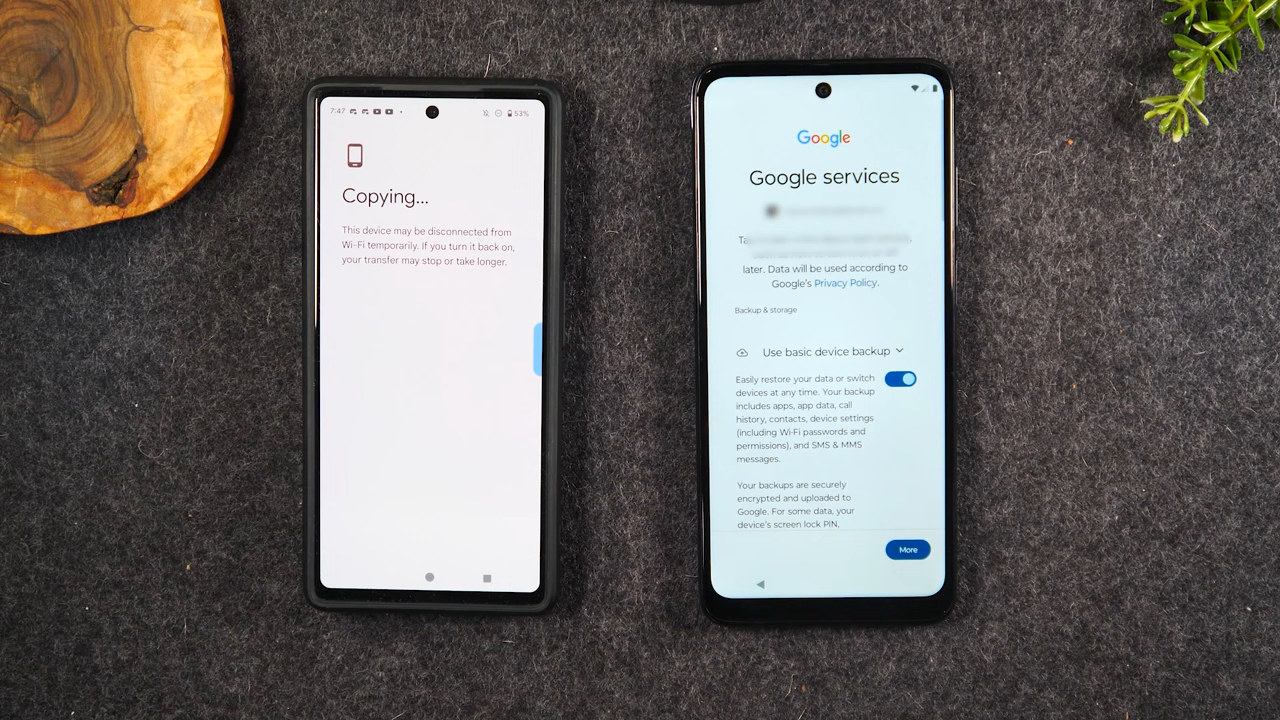 7:47
53%
Copying...
This device may be disconnected from
Wi-Fi temporarily. If you turn it back on,
your transfer may stop or take longer.
Google
Google services
later. Data will be used according to
Google's Privacy Policy.
Backup & storage
Use basic device backup
Easily restore your data or switch
devices at any time. Your backup
includes apps, app data, call
history, contacts, device settings
(including Wi-Fi passwords and
permissions), and SMS & MMS
messages.
Your backups are securely
encrypted and uploaded to
Google. For some data, your
device's screen lock PIN,
More